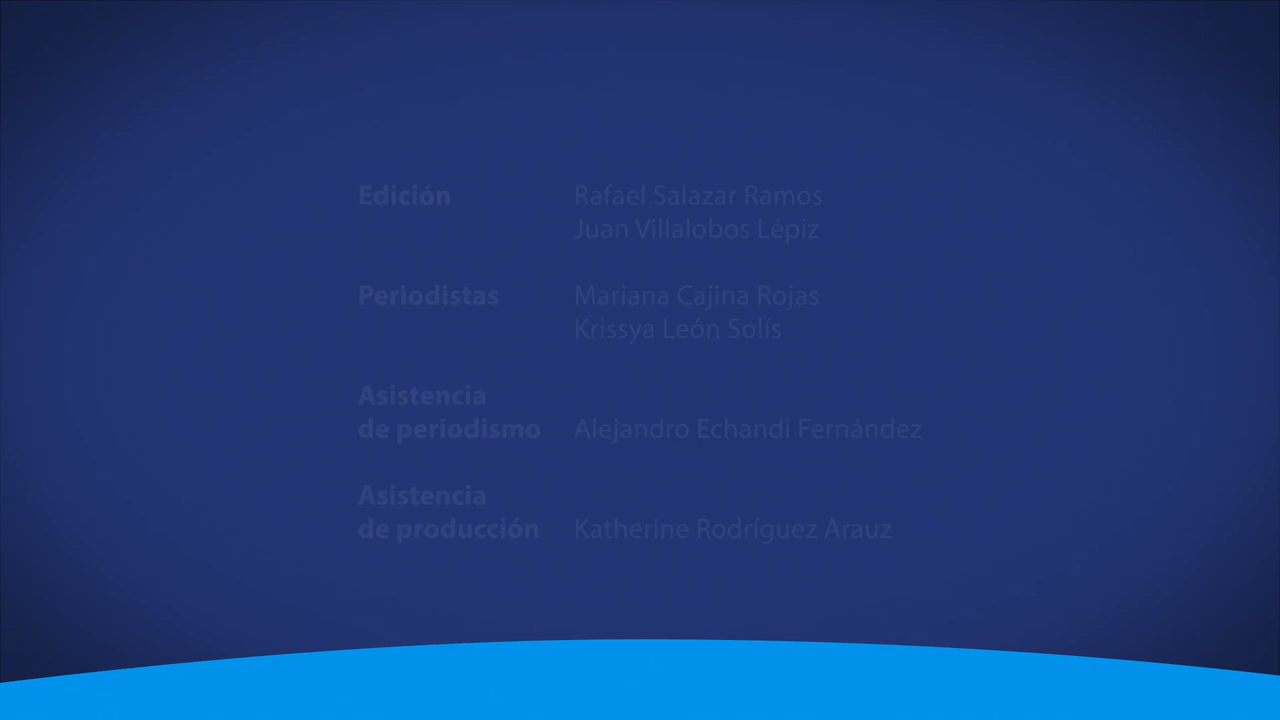 Edición Rafael Salazar Ramos
Juan Villalobos Lépiz
Periodistas Mariana Cajina Rojas
Krissya León Solís
Asistencia
de periodismo Alejandro Echandi Fernández
Asistencia
de producción Katherine Rodríguez Arauz